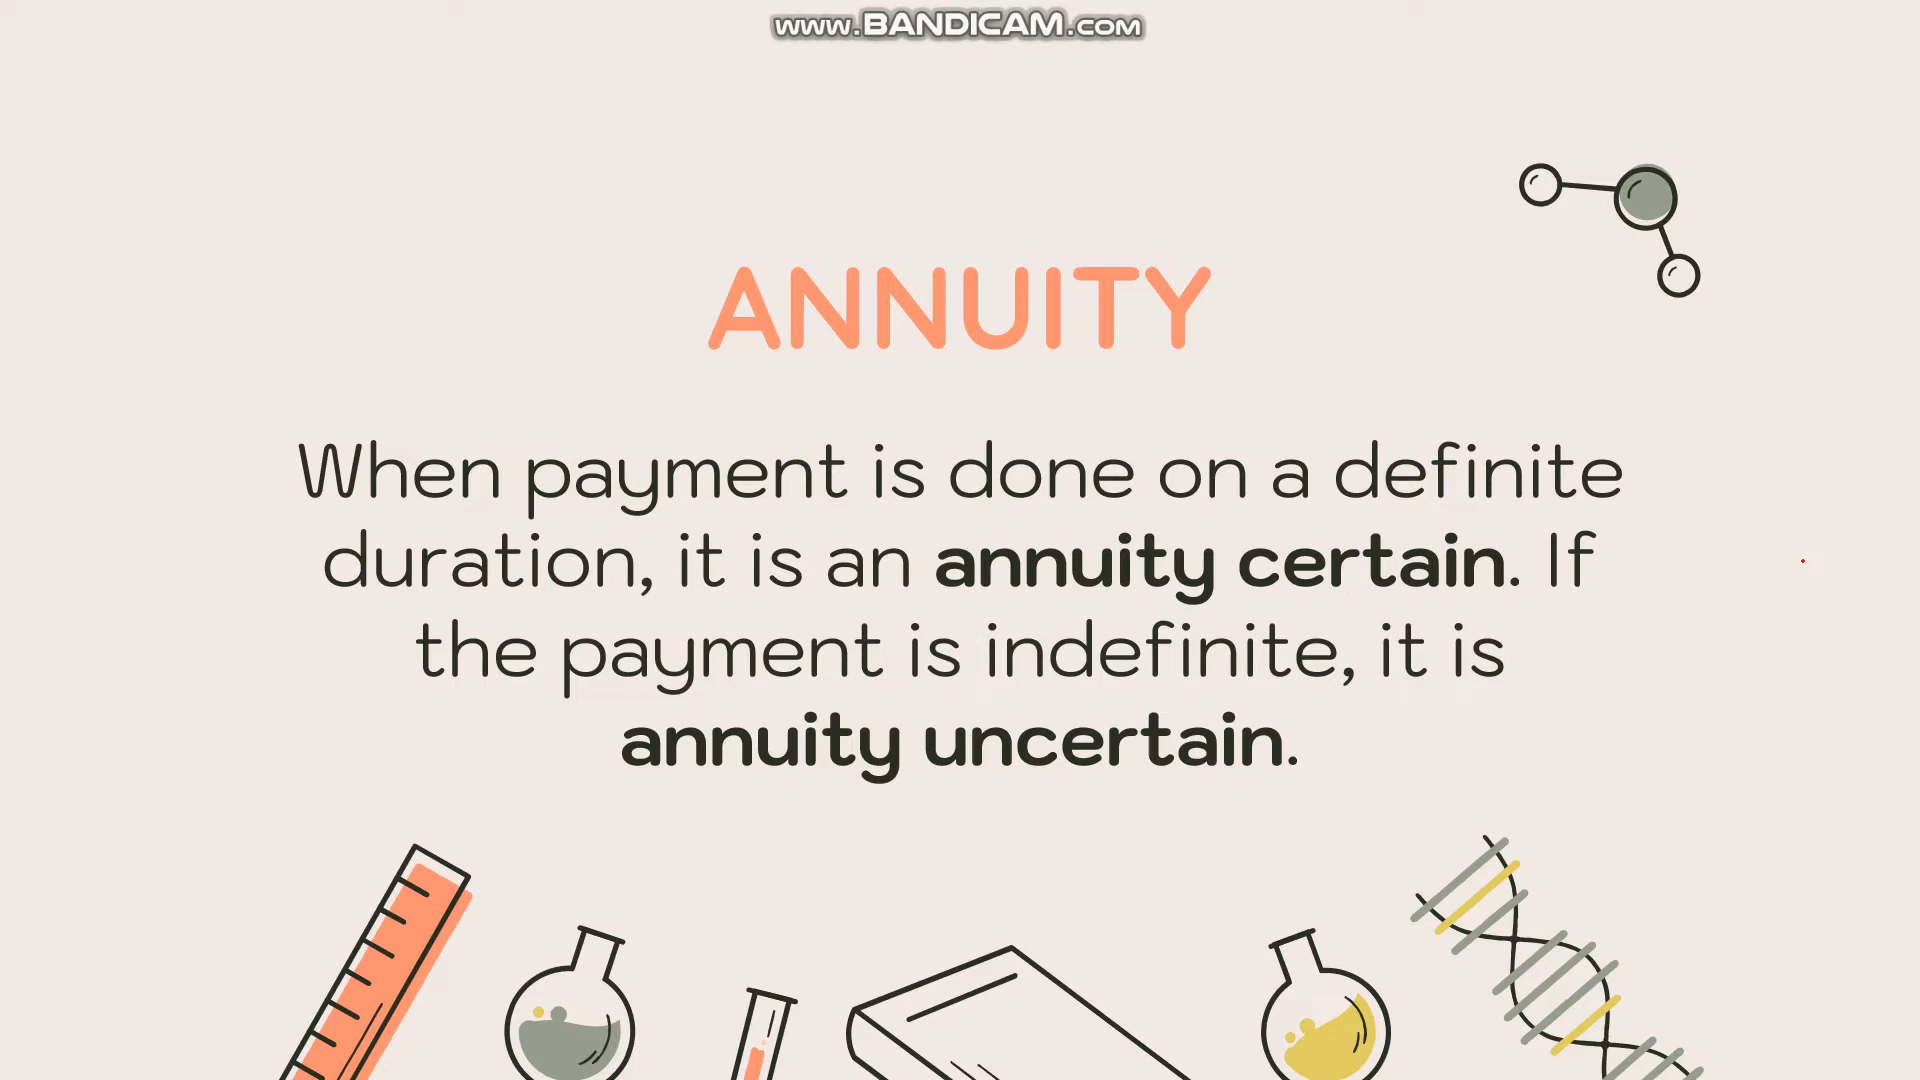 www.BANDICAM.com
ANNUITY
When payment is done on a definite
duration, it is an annuity certain. If
the payment is indefinite, it is
annuity uncertain.